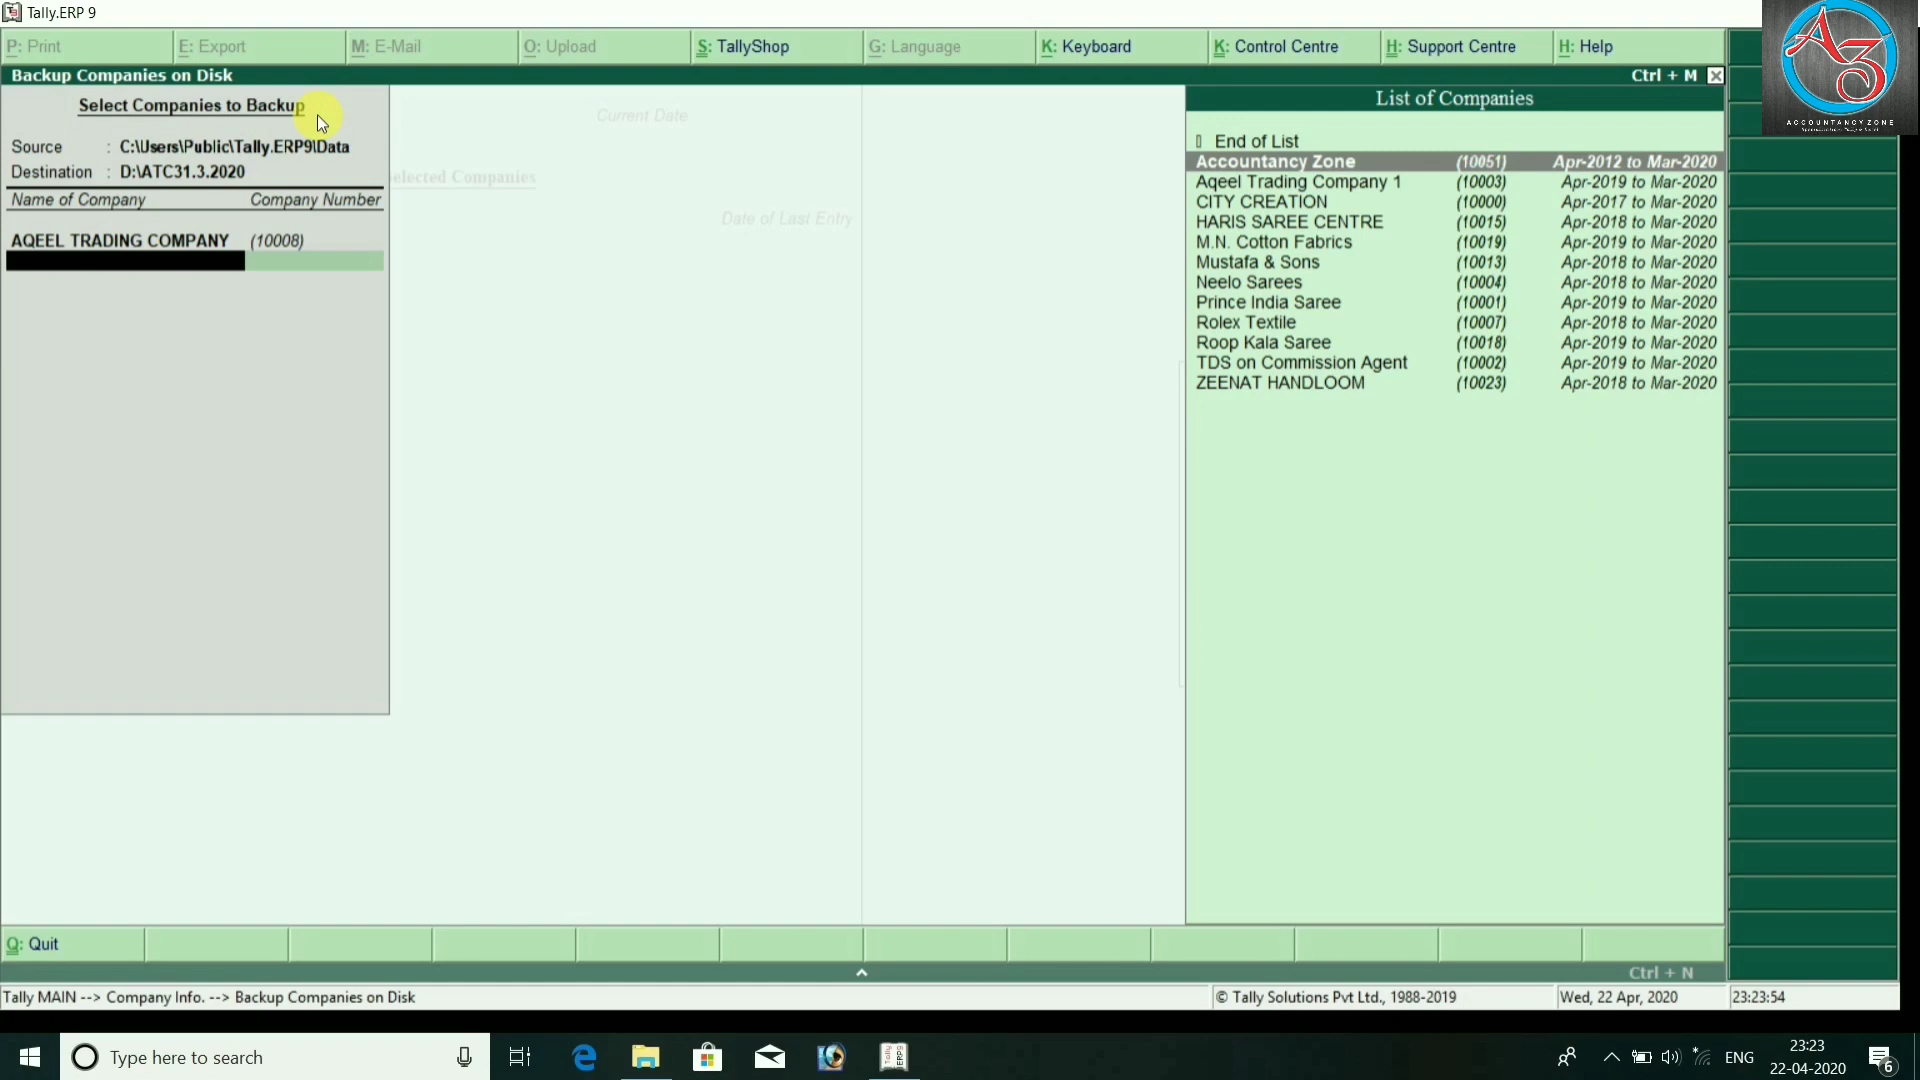 Tally.ERP 9
P: Print E: Export M: E-Mail O: Upload S: TallyShop G: Language K: Keyboard K: Control Centre H: Support Centre H: Help
Backup Companies on Disk Ctrl + M
Select Companies to Backup
Source : C:\Users\Public\Tally.ERP9\Data
Destination : D:\ATC31.3.2020
Name of Company Company Number
AQEEL TRADING COMPANY (10008)
Current Date
elected Companies
Date of Last Entry
List of Companies
End of List
Accountancy Zone (10051) Apr-2012 to Mar-2020
Aqeel Trading Company 1 (10003) Apr-2019 to Mar-2020
CITY CREATION (10000) Apr-2017 to Mar-2020
HARIS SAREE CENTRE (10015) Apr-2018 to Mar-2020
M.N. Cotton Fabrics (10019) Apr-2019 to Mar-2020
Mustafa & Sons (10013) Apr-2018 to Mar-2020
Neelo Sarees (10004) Apr-2018 to Mar-2020
Prince India Saree (10001) Apr-2019 to Mar-2020
Rolex Textile (10007) Apr-2018 to Mar-2020
Roop Kala Saree (10018) Apr-2019 to Mar-2020
TDS on Commission Agent (10002) Apr-2019 to Mar-2020
ZEENAT HANDLOOM (10023) Apr-2018 to Mar-2020
ACCOUNTANCY ZONE
Q: Quit
Ctrl + N
Tally MAIN --> Company Info. --> Backup Companies on Disk © Tally Solutions Pvt Ltd., 1988-2019 Wed, 22 Apr, 2020 23:23:54
Type here to search
ENG
23:23
22-04-2020
6